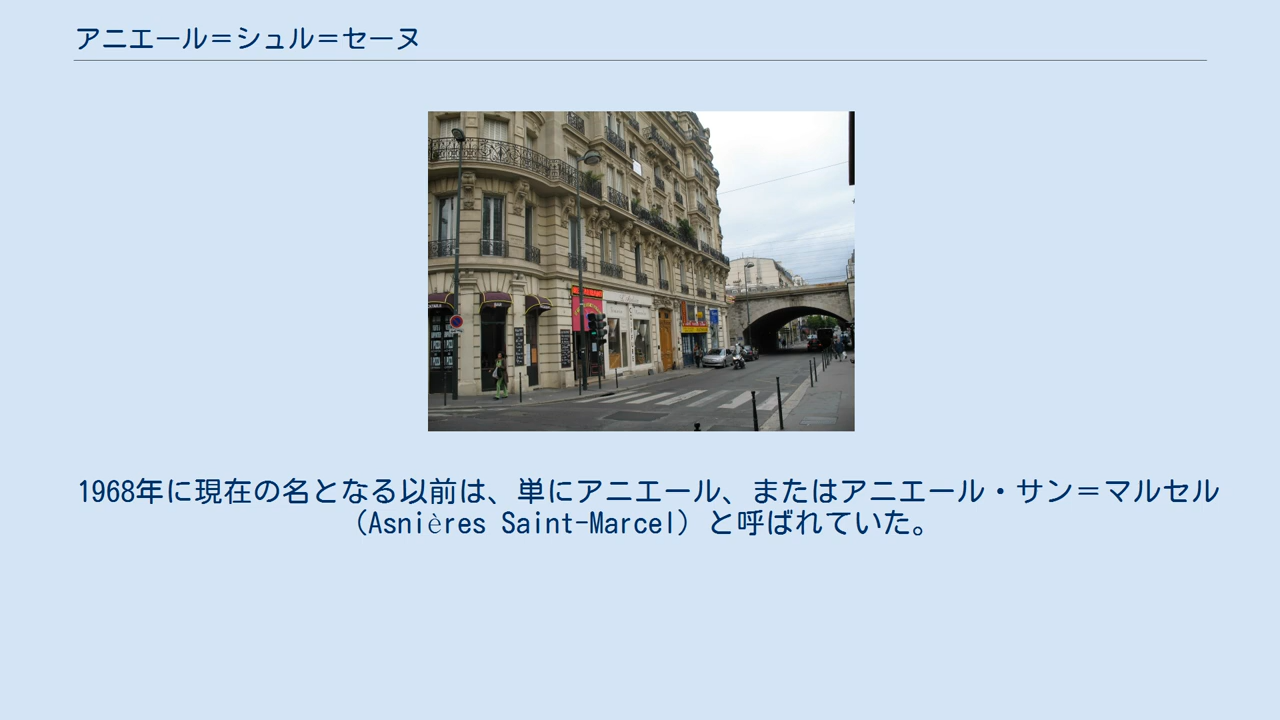 アニエール＝シュル＝セーヌ
1968年に現在の名となる以前は、単にアニエール、またはアニエール・サン＝マルセル
（Asnières Saint-Marcel）と呼ばれていた。